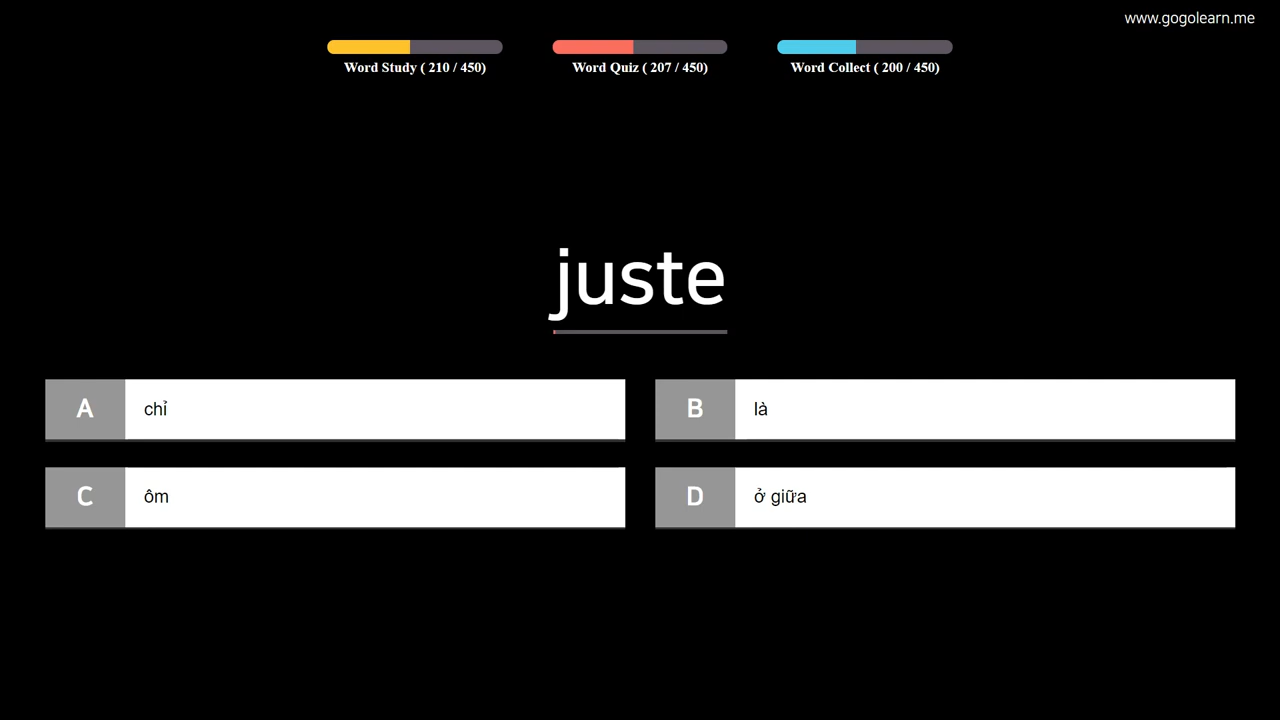 www.gogolearn.me
Word Study ( 210 / 450)
Word Quiz ( 207 / 450)
Word Collect ( 200 / 450)
juste
A chỉ
B là
C ôm
D ở giữa